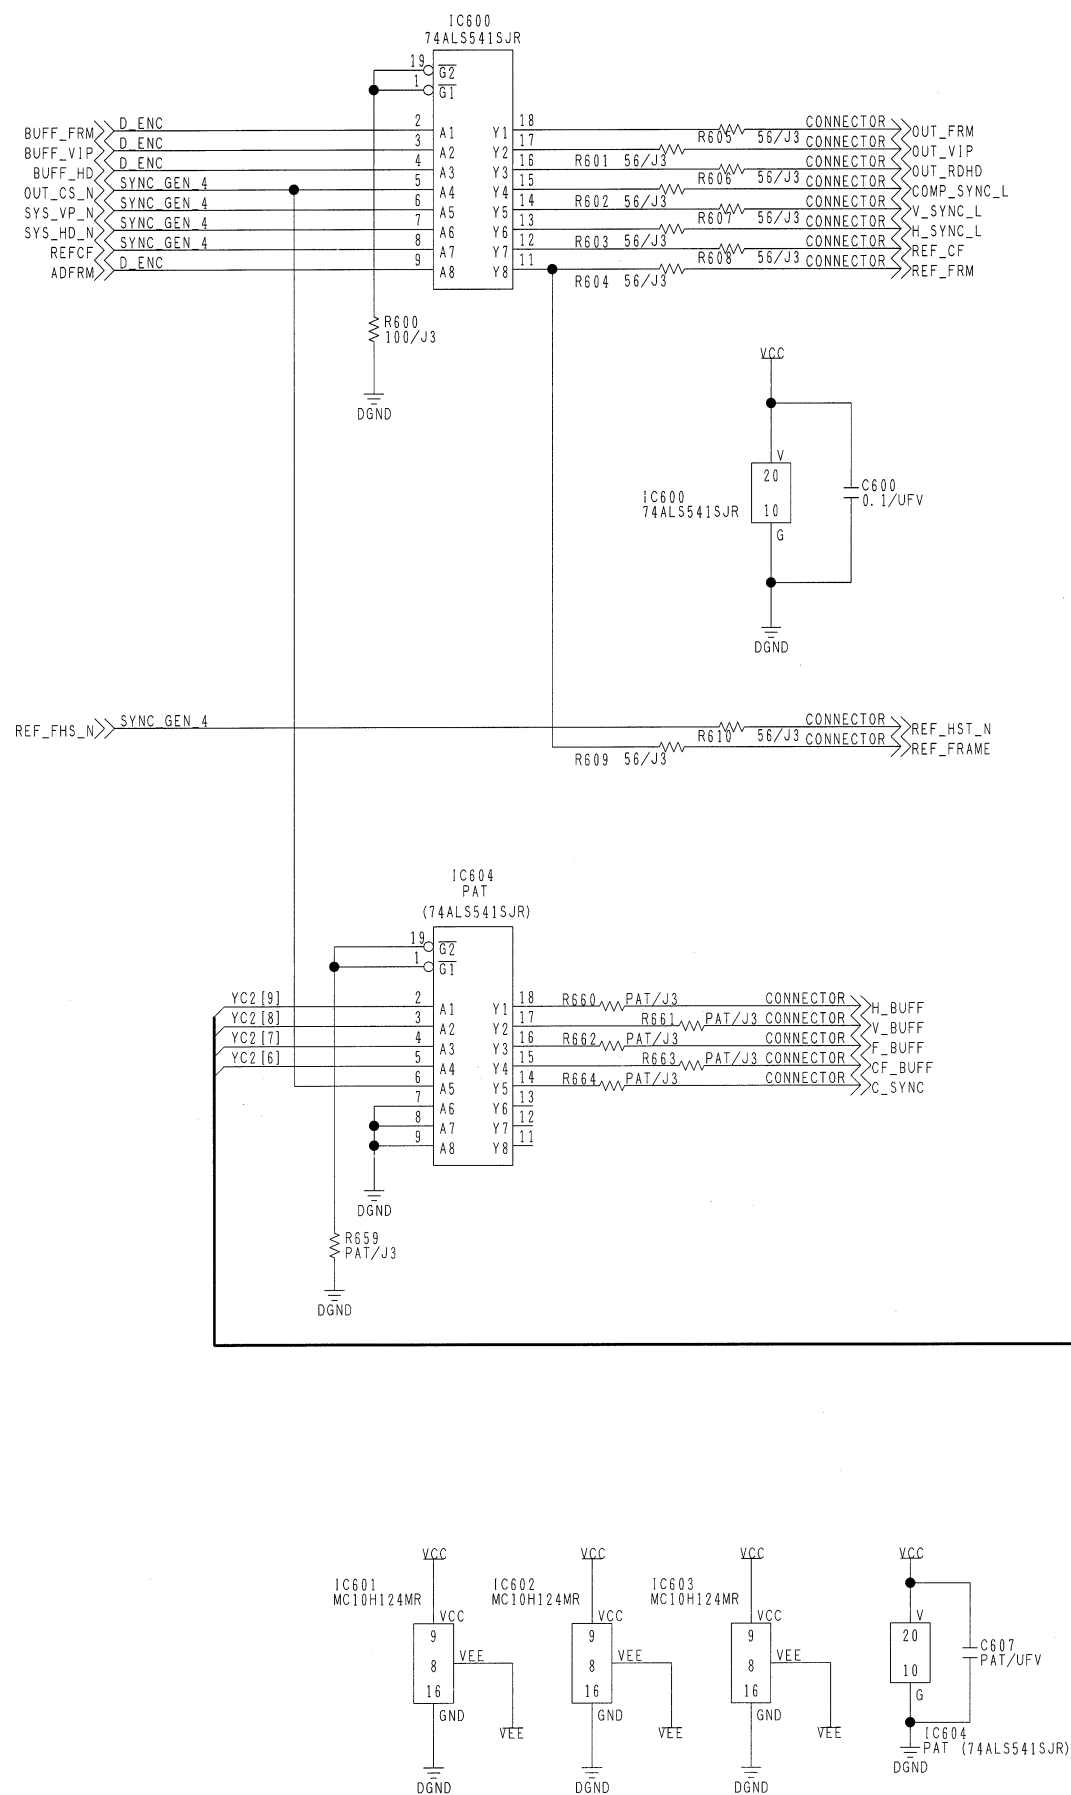 IC600
74ALS541SJR
19 G2
1 G1
BUFF_FRM D_ENC 2 A1 Y1 18 R605 56/J3 CONNECTOR OUT_FRM
BUFF_VIP D_ENC 3 A2 Y2 17 R601 56/J3 CONNECTOR OUT_VIP
BUFF_HD D_ENC 4 A3 Y3 16 R606 56/J3 CONNECTOR OUT_RDHD
OUT_CS_N SYNC_GEN_4 5 A4 Y4 15 R602 56/J3 CONNECTOR COMP_SYNC_L
SYS_VP_N SYNC_GEN_4 6 A5 Y5 14 R607 56/J3 CONNECTOR V_SYNC_L
SYS_HD_N SYNC_GEN_4 7 A6 Y6 13 R603 56/J3 CONNECTOR H_SYNC_L
REFCF SYNC_GEN_4 8 A7 Y7 12 R608 56/J3 CONNECTOR REF_CF
ADFRM D_ENC 9 A8 Y8 11 R604 56/J3 CONNECTOR REF_FRM
R600
100/J3
DGND
VCC
V
20
IC600
74ALS541SJR
10
G
C600
0.1/UFV
DGND
REF_FHS_N SYNC_GEN_4 R610 56/J3 CONNECTOR REF_HST_N
R609 56/J3 CONNECTOR REF_FRAME
IC604
PAT
(74ALS541SJR)
19 G2
1 G1
YC2[9] 2 A1 Y1 18 R660 PAT/J3 CONNECTOR H_BUFF
YC2[8] 3 A2 Y2 17 R661 PAT/J3 CONNECTOR V_BUFF
YC2[7] 4 A3 Y3 16 R662 PAT/J3 CONNECTOR F_BUFF
YC2[6] 5 A4 Y4 15 R663 PAT/J3 CONNECTOR CF_BUFF
6 A5 Y5 14 R664 PAT/J3 CONNECTOR C_SYNC
7 A6 Y6 13
8 A7 Y7 12
9 A8 Y8 11
DGND
R659
PAT/J3
DGND
VCC
IC601
MC10H124MR
VCC
9
8 VEE
16
GND
VEE
DGND
VCC
IC602
MC10H124MR
VCC
9
8 VEE
16
GND
VEE
DGND
VCC
IC603
MC10H124MR
VCC
9
8 VEE
16
GND
VEE
DGND
VCC
V
20
10
G
C607
PAT/UFV
IC604
PAT (74ALS541SJR)
DGND